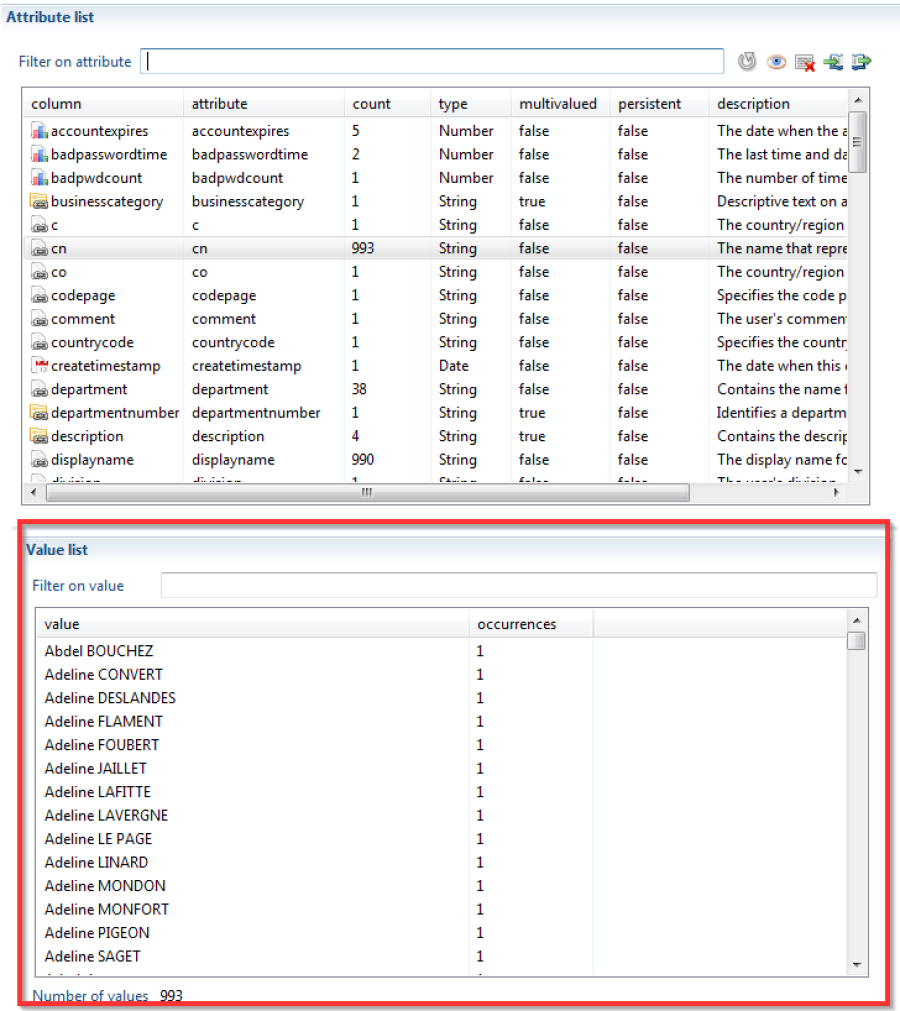 Attribute list
Filter on attribute
column attribute count type multivalued persistent description
accountexpires accountexpires 5 Number false false The date when the a
badpasswordtime badpasswordtime 2 Number false false The last time and da
badpwdcount badpwdcount 1 Number false false The number of time
businesscategory businesscategory 1 String true false Descriptive text on a
c c 1 String false false The country/region
cn cn 993 String false false The name that repre
co co 1 String false false The country/region
codepage codepage 1 String false false Specifies the code p
comment comment 1 String false false The user's commen
countrycode countrycode 1 String false false Specifies the countr
createtimestamp createtimestamp 1 Date false false The date when this
department department 38 String false false Contains the name f
departmentnumber departmentnumber 1 String true false Identifies a departm
description description 4 String true false Contains the descrip
displayname displayname 990 String false false The display name fo
division division 1 String false false The user's division
Value list
Filter on value
value occurrences
Abdel BOUCHEZ 1
Adeline CONVERT 1
Adeline DESLANDES 1
Adeline FLAMENT 1
Adeline FOUBERT 1
Adeline JAILLET 1
Adeline LAFITTE 1
Adeline LAVERGNE 1
Adeline LE PAGE 1
Adeline LINARD 1
Adeline MONDON 1
Adeline MONFORT 1
Adeline PIGEON 1
Adeline SAGET 1
Number of values 993